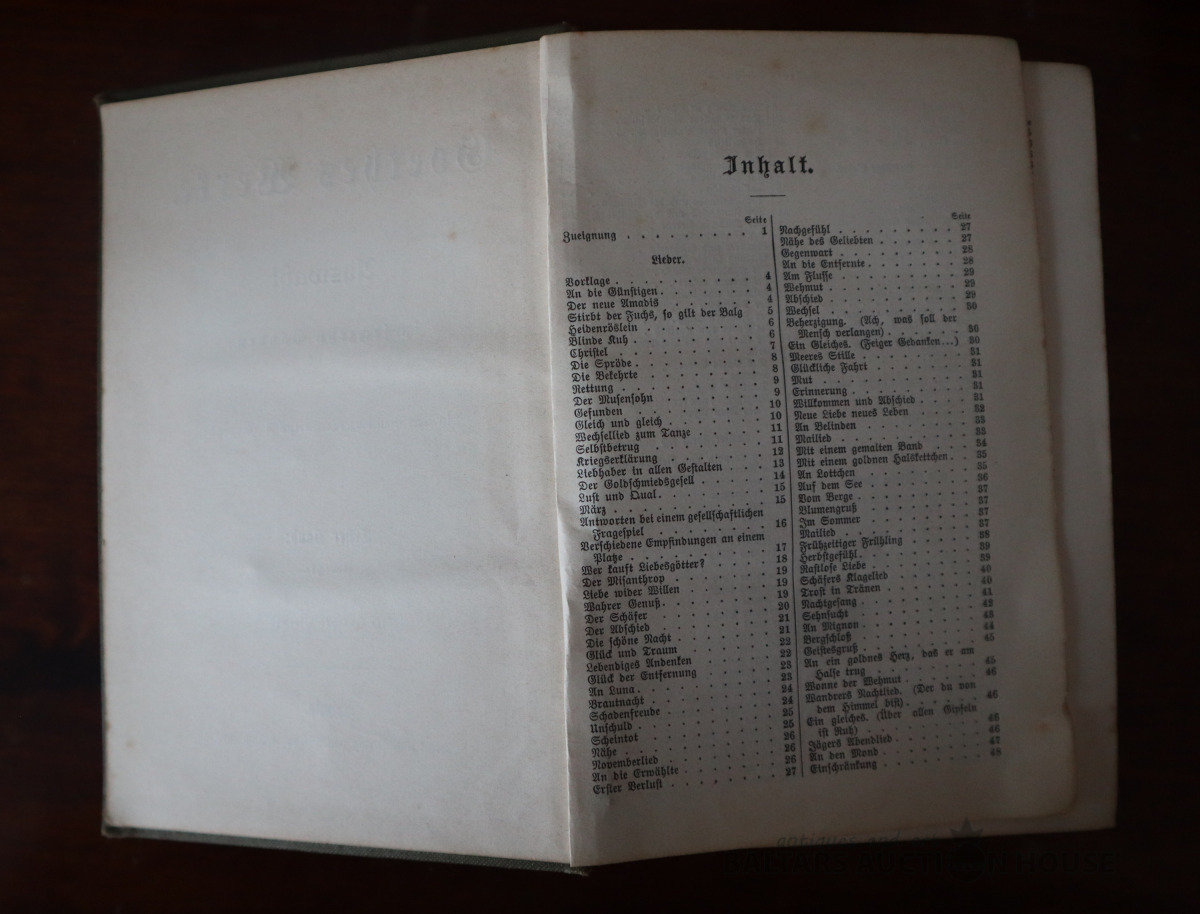 Inhalt.
Seite
Zueignung . . . . . . . . . 1
Lieder.
Vorklage . . . . . . . . . 4
An die Günstigen . . . . . . 4
Der neue Amadis . . . . . . 4
Stirbt der Fuchs, so gilt der Balg 5
Heidenröslein . . . . . . . 6
Blinde Kuh . . . . . . . . 6
Christel . . . . . . . . . 7
Die Spröde . . . . . . . . 8
Die Bekehrte . . . . . . . 8
Rettung . . . . . . . . . 9
Der Musensohn . . . . . . . 9
Gefunden . . . . . . . . . 10
Gleich und gleich . . . . . . 10
Wechsellied zum Tanze . . . . 11
Selbstbetrug . . . . . . . 11
Kriegserklärung . . . . . . 12
Liebhaber in allen Gestalten . . . 13
Der Goldschmiedsgesell . . . . 14
Lust und Qual . . . . . . . 15
März . . . . . . . . . . 15
Antworten bei einem gesellschaftlichen
Fragespiel . . . . . . . 16
Verschiedene Empfindungen an einem
Platze . . . . . . . . . 17
Wer kauft Liebesgötter? . . . . 18
Der Misanthrop . . . . . . . 19
Liebe wider Willen . . . . . . 19
Wahrer Genuß . . . . . . . 19
Der Schäfer . . . . . . . . 20
Der Abschied . . . . . . . 21
Die schöne Nacht . . . . . . 21
Glück und Traum . . . . . . 22
Lebendiges Andenken . . . . . 22
Glück der Entfernung . . . . . 23
An Luna . . . . . . . . . 23
Brautnacht . . . . . . . . 24
Schadenfreude . . . . . . . 24
Unschuld . . . . . . . . . 25
Scheintot . . . . . . . . . 25
Nähe . . . . . . . . . . 26
Novemberlied . . . . . . . 26
An die Erwählte . . . . . . . 26
Erster Verlust . . . . . . . 27
Seite
Nachgefühl . . . . . . . . 27
Nähe des Geliebten . . . . . . 27
Gegenwart . . . . . . . . 28
An die Entfernte . . . . . . . 28
Am Flusse . . . . . . . . 29
Wehmut . . . . . . . . . 29
Abschied . . . . . . . . . 29
Wechsel . . . . . . . . . 30
Beherzigung. (Ach, was soll der
Mensch verlangen) . . . . . 30
Ein Gleiches. (Feiger Gedanken...) 30
Meeres Stille . . . . . . . 31
Glückliche Fahrt . . . . . . 31
Mut . . . . . . . . . . 31
Erinnerung . . . . . . . . 31
Willkommen und Abschied . . . . 31
Neue Liebe neues Leben . . . . 32
An Belinden . . . . . . . . 33
Mailied . . . . . . . . . 33
Mit einem gemalten Band . . . 34
Mit einem goldnen Halskettchen . . 35
An Lottchen . . . . . . . . 35
Auf dem See . . . . . . . 36
Vom Berge . . . . . . . . 37
Blumengruß . . . . . . . . 37
Im Sommer . . . . . . . . 37
Mailied . . . . . . . . . 37
Frühzeitiger Frühling . . . . . 38
Herbstgefühl . . . . . . . . 39
Rastlose Liebe . . . . . . . 39
Schäfers Klagelied . . . . . . 40
Trost in Tränen . . . . . . . 40
Nachtgesang . . . . . . . . 41
Sehnsucht . . . . . . . . . 42
An Mignon . . . . . . . . 43
Bergschloß . . . . . . . . 44
Geistesgruß . . . . . . . . 45
An ein goldnes Herz, das er am
Halse trug . . . . . . . 45
Wonne der Wehmut . . . . . . 46
Wandrers Nachtlied. (Der du von
dem Himmel bist) . . . . . . 46
Ein gleiches. (Über allen Gipfeln
ist Ruh) . . . . . . . . 46
Jägers Abendlied . . . . . . 46
An den Mond . . . . . . . 47
Einschränkung . . . . . . . 48
antiques and
AUCTION HOUSE